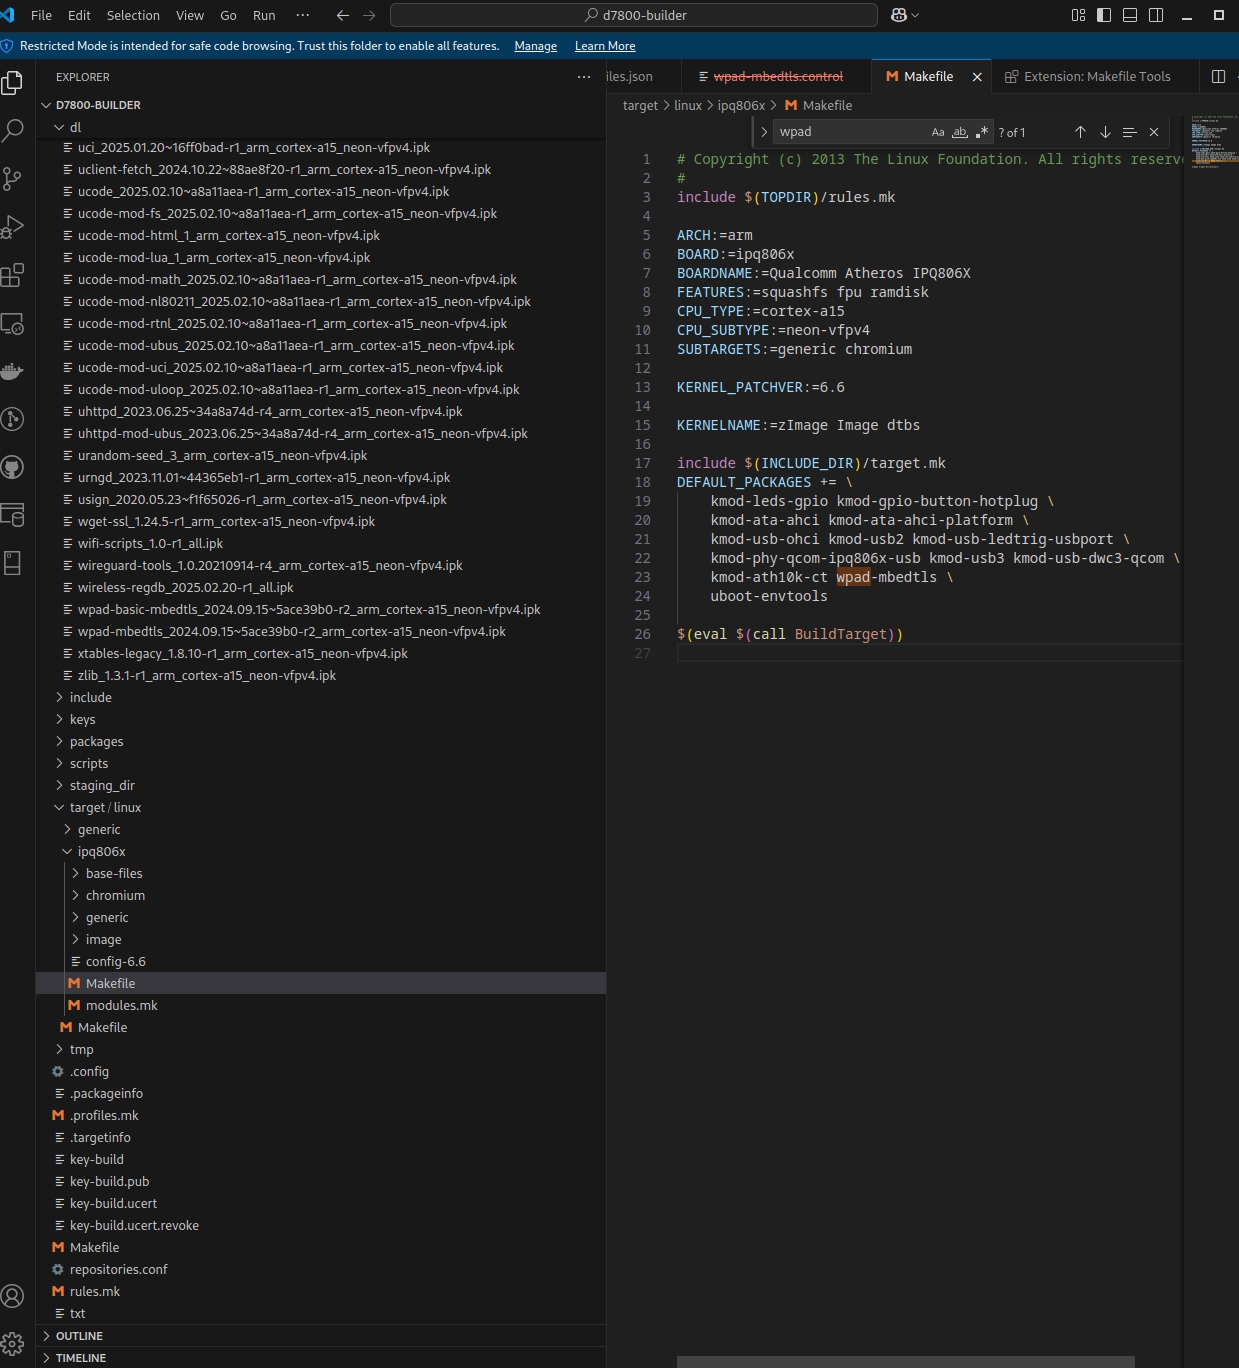 File Edit Selection View Go Run ··· d7800-builder
Restricted Mode is intended for safe code browsing. Trust this folder to enable all features. Manage Learn More
EXPLORER
D7800-BUILDER
dl
uci_2025.01.20~16ff0bad-r1_arm_cortex-a15_neon-vfpv4.ipk
uclient-fetch_2024.10.22~88ae8f20-r1_arm_cortex-a15_neon-vfpv4.ipk
ucode_2025.02.10~a8a11aea-r1_arm_cortex-a15_neon-vfpv4.ipk
ucode-mod-fs_2025.02.10~a8a11aea-r1_arm_cortex-a15_neon-vfpv4.ipk
ucode-mod-html_1_arm_cortex-a15_neon-vfpv4.ipk
ucode-mod-lua_1_arm_cortex-a15_neon-vfpv4.ipk
ucode-mod-math_2025.02.10~a8a11aea-r1_arm_cortex-a15_neon-vfpv4.ipk
ucode-mod-nl80211_2025.02.10~a8a11aea-r1_arm_cortex-a15_neon-vfpv4.ipk
ucode-mod-rtnl_2025.02.10~a8a11aea-r1_arm_cortex-a15_neon-vfpv4.ipk
ucode-mod-ubus_2025.02.10~a8a11aea-r1_arm_cortex-a15_neon-vfpv4.ipk
ucode-mod-uci_2025.02.10~a8a11aea-r1_arm_cortex-a15_neon-vfpv4.ipk
ucode-mod-uloop_2025.02.10~a8a11aea-r1_arm_cortex-a15_neon-vfpv4.ipk
uhttpd_2023.06.25~34a8a74d-r4_arm_cortex-a15_neon-vfpv4.ipk
uhttpd-mod-ubus_2023.06.25~34a8a74d-r4_arm_cortex-a15_neon-vfpv4.ipk
urandom-seed_3_arm_cortex-a15_neon-vfpv4.ipk
urngd_2023.11.01~44365eb1-r1_arm_cortex-a15_neon-vfpv4.ipk
usign_2020.05.23~f1f65026-r1_arm_cortex-a15_neon-vfpv4.ipk
wget-ssl_1.24.5-r1_arm_cortex-a15_neon-vfpv4.ipk
wifi-scripts_1.0-r1_all.ipk
wireguard-tools_1.0.20210914-r4_arm_cortex-a15_neon-vfpv4.ipk
wireless-regdb_2025.02.20-r1_all.ipk
wpad-basic-mbedtls_2024.09.15~5ace39b0-r2_arm_cortex-a15_neon-vfpv4.ipk
wpad-mbedtls_2024.09.15~5ace39b0-r2_arm_cortex-a15_neon-vfpv4.ipk
xtables-legacy_1.8.10-r1_arm_cortex-a15_neon-vfpv4.ipk
zlib_1.3.1-r1_arm_cortex-a15_neon-vfpv4.ipk
include
keys
packages
scripts
staging_dir
target / linux
generic
ipq806x
base-files
chromium
generic
image
config-6.6
Makefile
modules.mk
Makefile
tmp
.config
.packageinfo
.profiles.mk
.targetinfo
key-build
key-build.pub
key-build.ucert
key-build.ucert.revoke
Makefile
repositories.conf
rules.mk
txt
OUTLINE
TIMELINE
iles.json wpad-mbedtls.control Makefile Extension: Makefile Tools
target > linux > ipq806x > Makefile
wpad Aa ab .* ? of 1
1 # Copyright (c) 2013 The Linux Foundation. All rights reserve
2 #
3 include $(TOPDIR)/rules.mk
4
5 ARCH:=arm
6 BOARD:=ipq806x
7 BOARDNAME:=Qualcomm Atheros IPQ806X
8 FEATURES:=squashfs fpu ramdisk
9 CPU_TYPE:=cortex-a15
10 CPU_SUBTYPE:=neon-vfpv4
11 SUBTARGETS:=generic chromium
12
13 KERNEL_PATCHVER:=6.6
14
15 KERNELNAME:=zImage Image dtbs
16
17 include $(INCLUDE_DIR)/target.mk
18 DEFAULT_PACKAGES += \
19 kmod-leds-gpio kmod-gpio-button-hotplug \
20 kmod-ata-ahci kmod-ata-ahci-platform \
21 kmod-usb-ohci kmod-usb2 kmod-usb-ledtrig-usbport \
22 kmod-phy-qcom-ipq806x-usb kmod-usb3 kmod-usb-dwc3-qcom \
23 kmod-ath10k-ct wpad-mbedtls \
24 uboot-envtools
25
26 $(eval $(call BuildTarget))
27